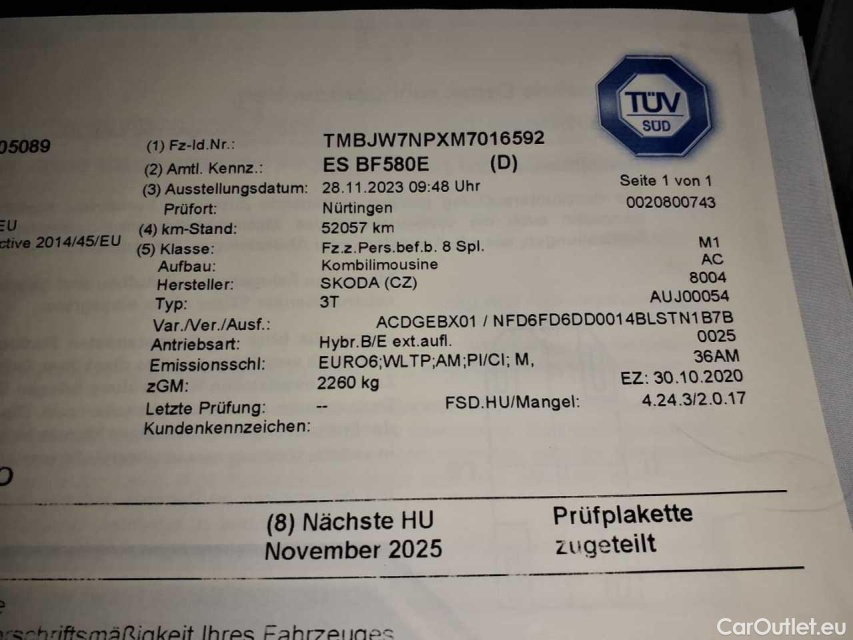 TÜV
SÜD
05089
(1) Fz-Id.Nr.: TMBJW7NPXM7016592
(2) Amtl. Kennz.: ES BF580E (D)
(3) Ausstellungsdatum: 28.11.2023 09:48 Uhr Seite 1 von 1
Prüfort: Nürtingen 0020800743
EU
(4) km-Stand: 52057 km
ctive 2014/45/EU
(5) Klasse: Fz.z.Pers.bef.b. 8 Spl. M1
Aufbau: Kombilimousine AC
Hersteller: SKODA (CZ) 8004
Typ: 3T AUJ00054
Var./Ver./Ausf.: ACDGEBX01 / NFD6FD6DD0014BLSTN1B7B
Antriebsart: Hybr.B/E ext.aufl. 0025
Emissionsschl: EURO6;WLTP;AM;PI/CI; M, 36AM
zGM: 2260 kg EZ: 30.10.2020
Letzte Prüfung: -- FSD.HU/Mangel: 4.24.3/2.0.17
Kundenkennzeichen:
O
(8) Nächste HU Prüfplakette
November 2025 zugeteilt
e
rschriftsmäßigkeit Ihres Fahrzeuges
CarOutlet.eu